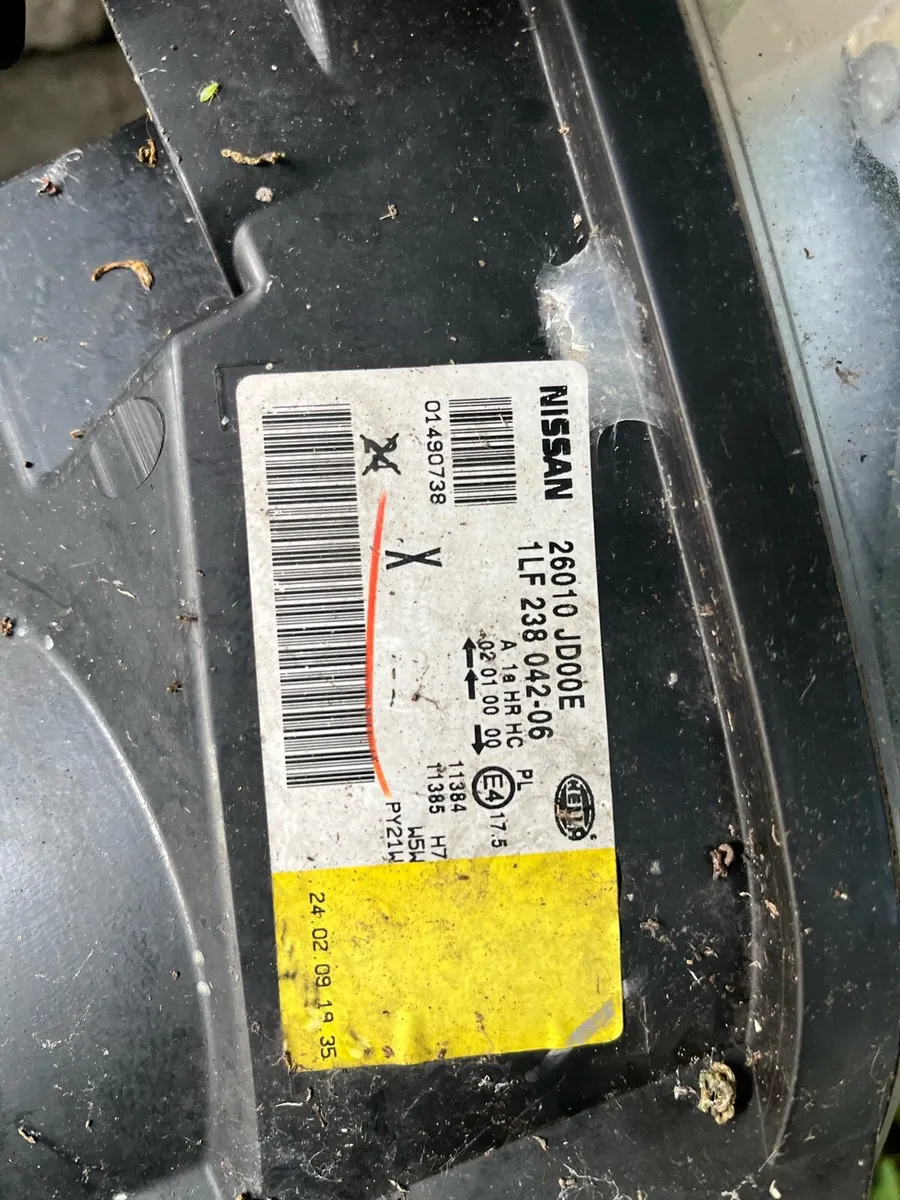 NISSAN
26010 JD00E
1LF 238 042-06
HELLA
01490738
A 1a HR HC PL
02 01 00 00
E4 17.5
11384 H7
11385 W5W
PY21W
24
X
24.02.09 19 35